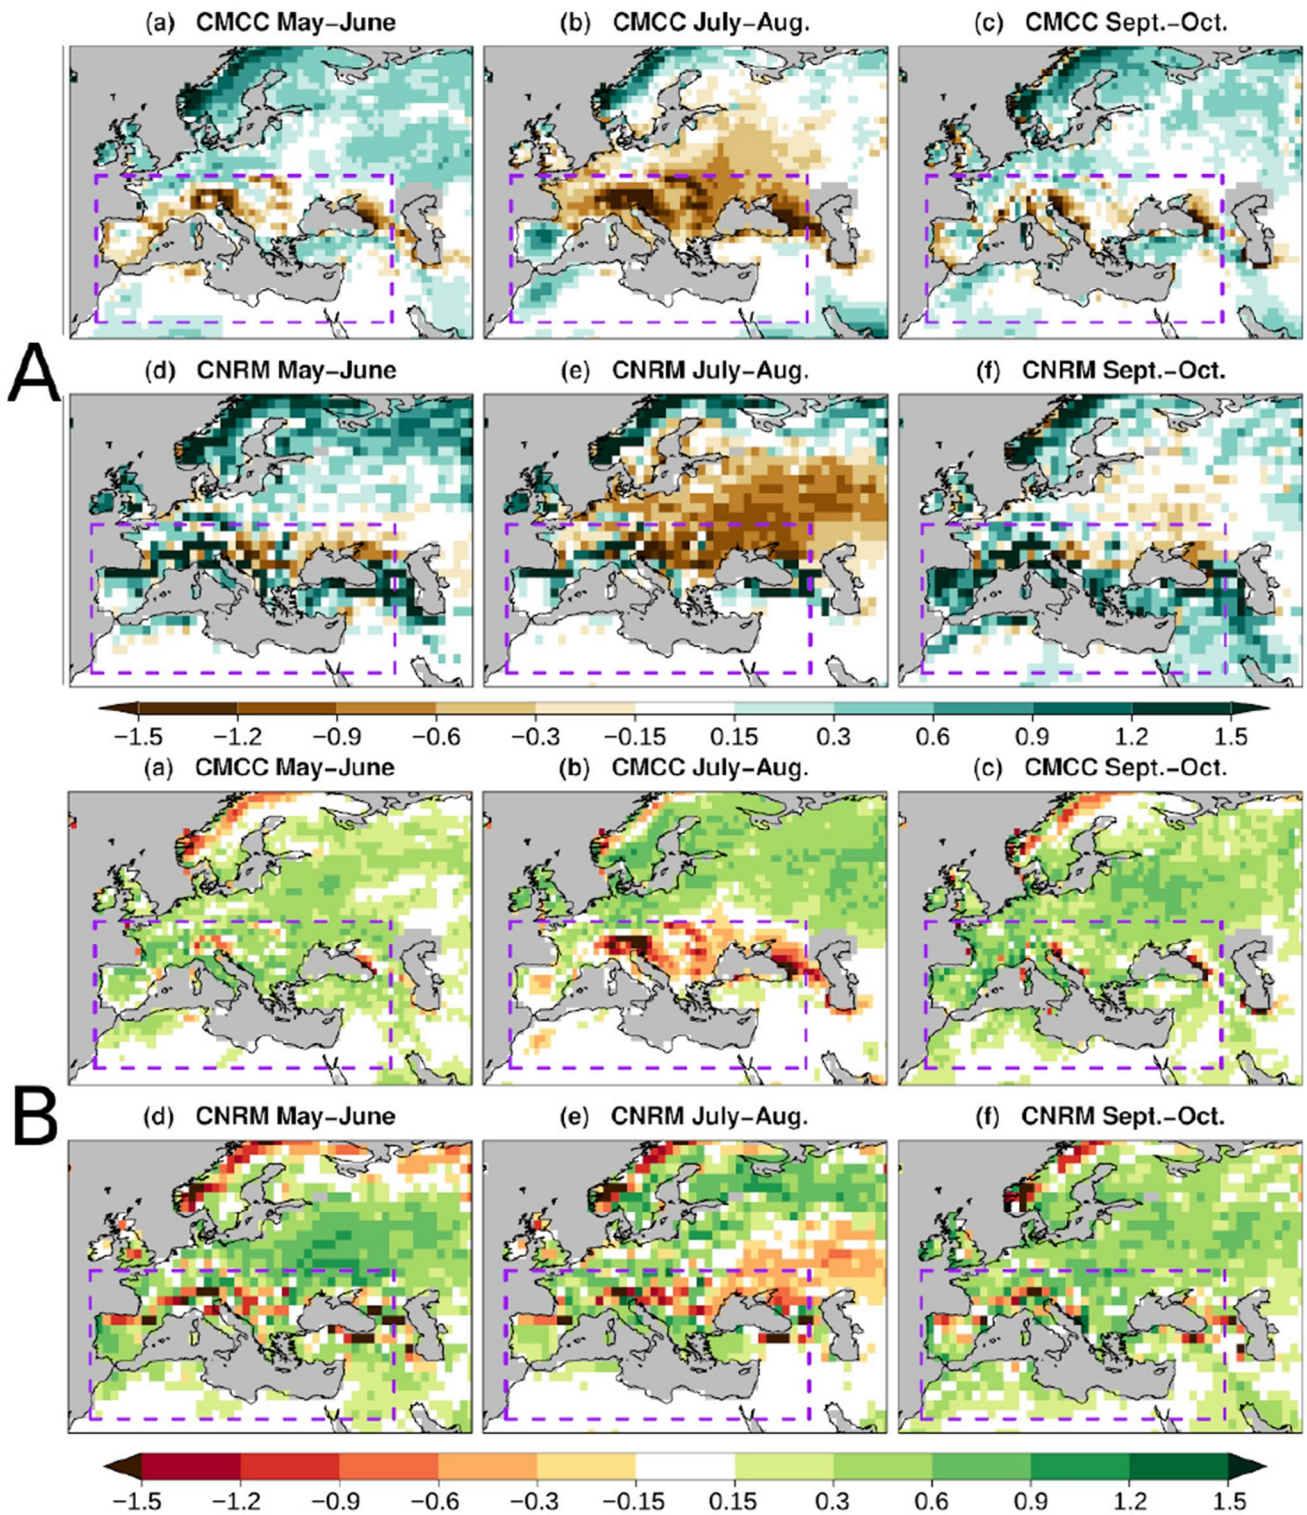 (a) CMCC May–June
(b) CMCC July–Aug.
(c) CMCC Sept.–Oct.
A
(d) CNRM May–June
(e) CNRM July–Aug.
(f) CNRM Sept.–Oct.
−1.5 −1.2 −0.9 −0.6 −0.3 −0.15 0.15 0.3 0.6 0.9 1.2 1.5
(a) CMCC May–June
(b) CMCC July–Aug.
(c) CMCC Sept.–Oct.
B
(d) CNRM May–June
(e) CNRM July–Aug.
(f) CNRM Sept.–Oct.
−1.5 −1.2 −0.9 −0.6 −0.3 −0.15 0.15 0.3 0.6 0.9 1.2 1.5